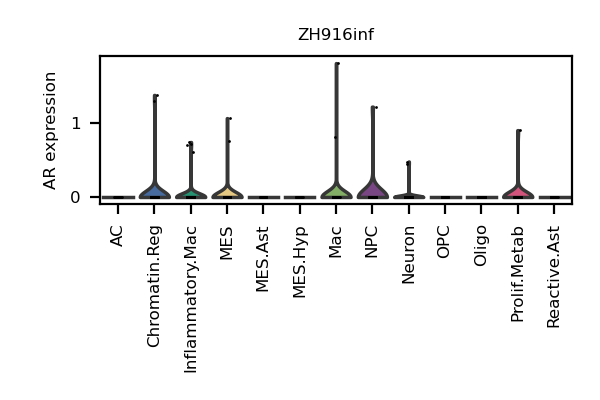 ZH916inf
AR expression
1
0
AC
Chromatin.Reg
Inflammatory.Mac
MES
MES.Ast
MES.Hyp
Mac
NPC
Neuron
OPC
Oligo
Prolif.Metab
Reactive.Ast